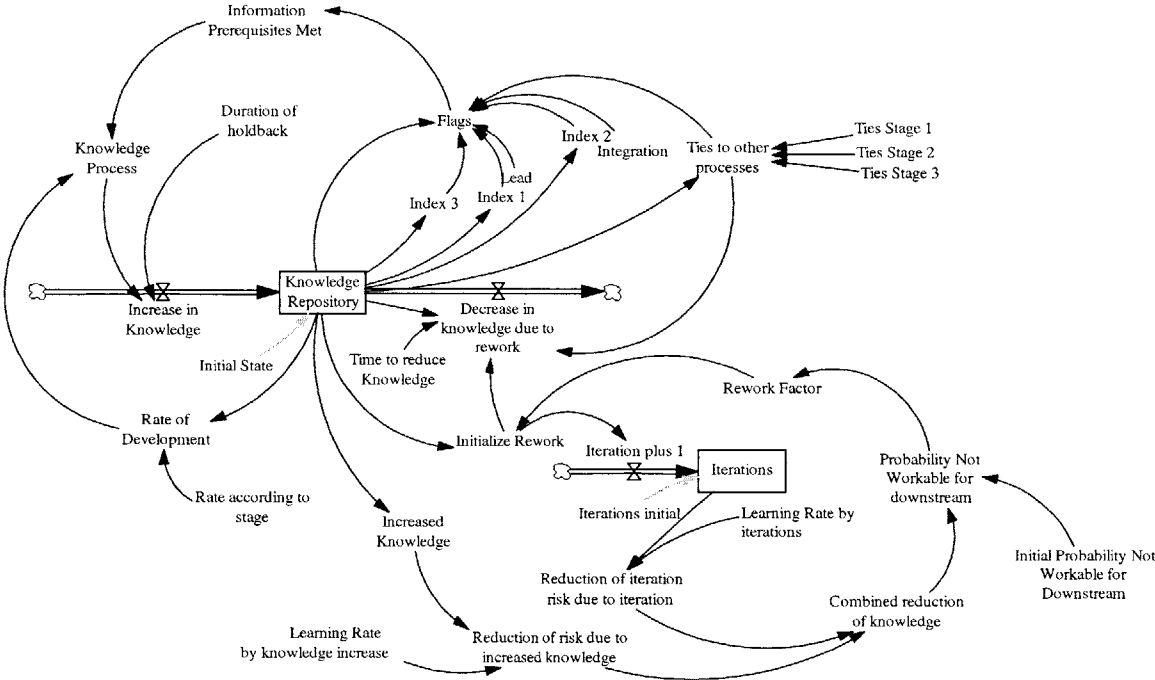 Information
Prerequisites Met
Duration of
holdback
Flags
Index 2
Integration
Ties to other
processes
Ties Stage 1
Ties Stage 2
Ties Stage 3
Knowledge
Process
Lead
Index 1
Index 3
Knowledge
Repository
Increase in
Knowledge
Decrease in
knowledge due to
rework
Initial State
Time to reduce
Knowledge
Rework Factor
Rate of
Development
Initialize Rework
Iteration plus 1
Iterations
Probability Not
Workable for
downstream
Rate according to
stage
Iterations initial
Learning Rate by
iterations
Increased
Knowledge
Initial Probability Not
Workable for
Downstream
Reduction of iteration
risk due to iteration
Combined reduction
of knowledge
Learning Rate
by knowledge increase
Reduction of risk due to
increased knowledge